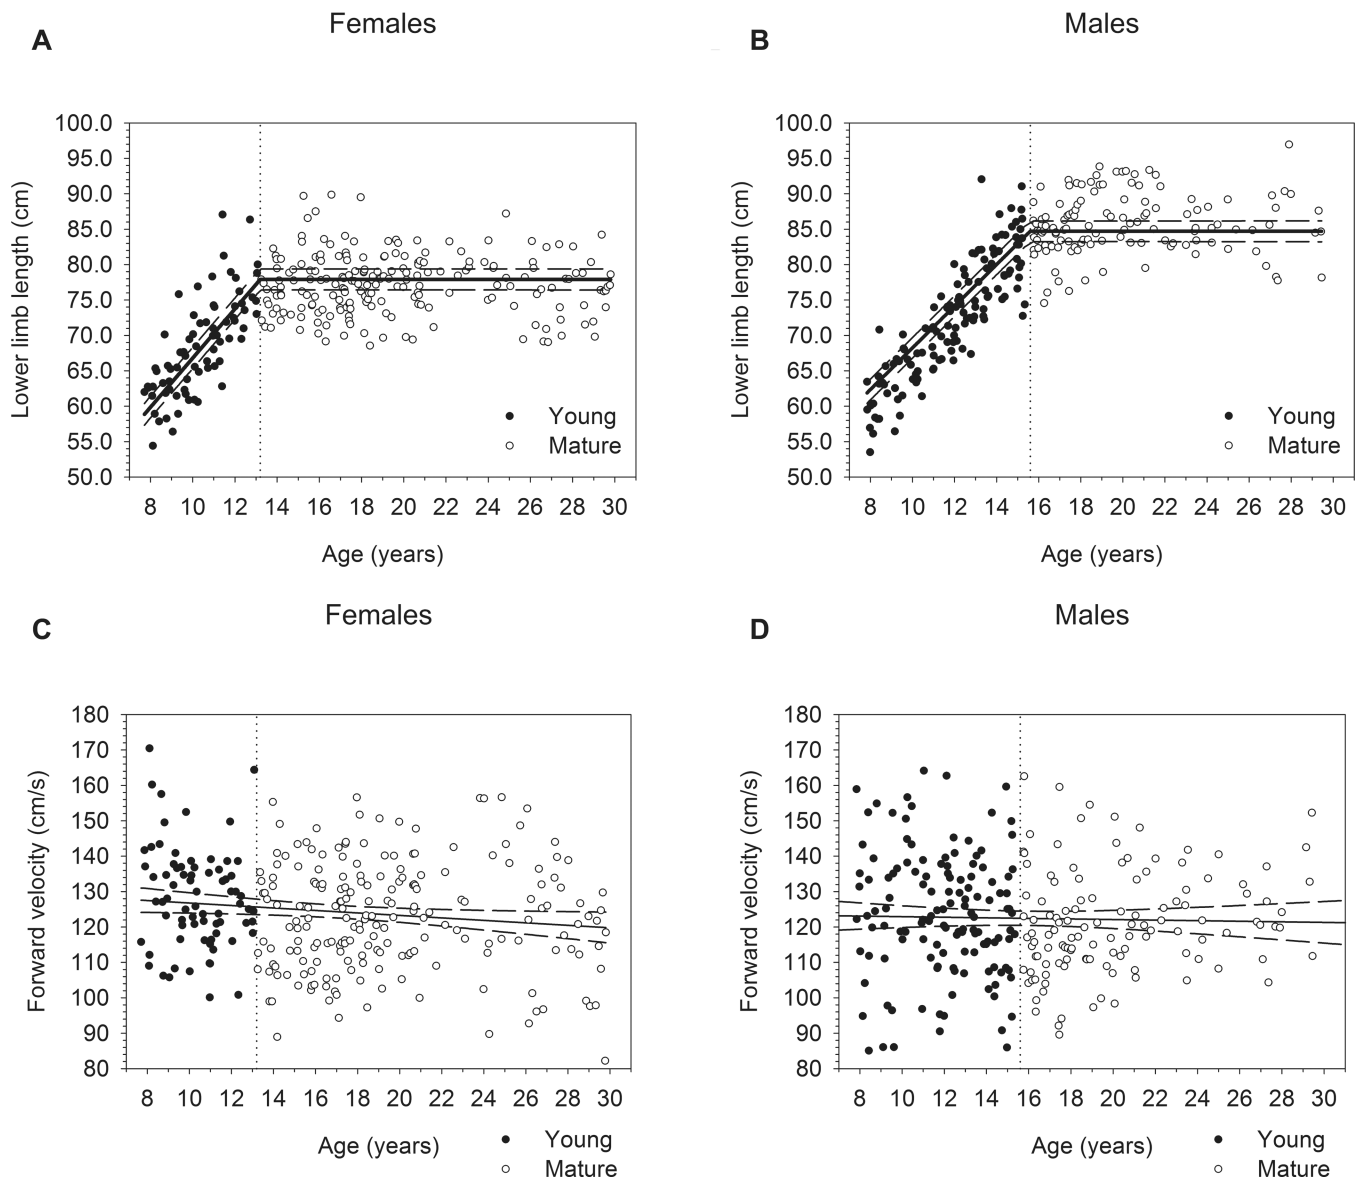 Females
Males
A
B
100.0
95.0
90.0
85.0
80.0
75.0
70.0
65.0
60.0
55.0
50.0
Lower limb length (cm)
8 10 12 14 16 18 20 22 24 26 28 30
Age (years)
Young
Mature
100.0
95.0
90.0
85.0
80.0
75.0
70.0
65.0
60.0
55.0
50.0
Lower limb length (cm)
8 10 12 14 16 18 20 22 24 26 28 30
Age (years)
Young
Mature
Females
Males
C
D
180
170
160
150
140
130
120
110
100
90
80
Forward velocity (cm/s)
8 10 12 14 16 18 20 22 24 26 28 30
Age (years)
Young
Mature
180
170
160
150
140
130
120
110
100
90
80
Forward velocity (cm/s)
8 10 12 14 16 18 20 22 24 26 28 30
Age (years)
Young
Mature